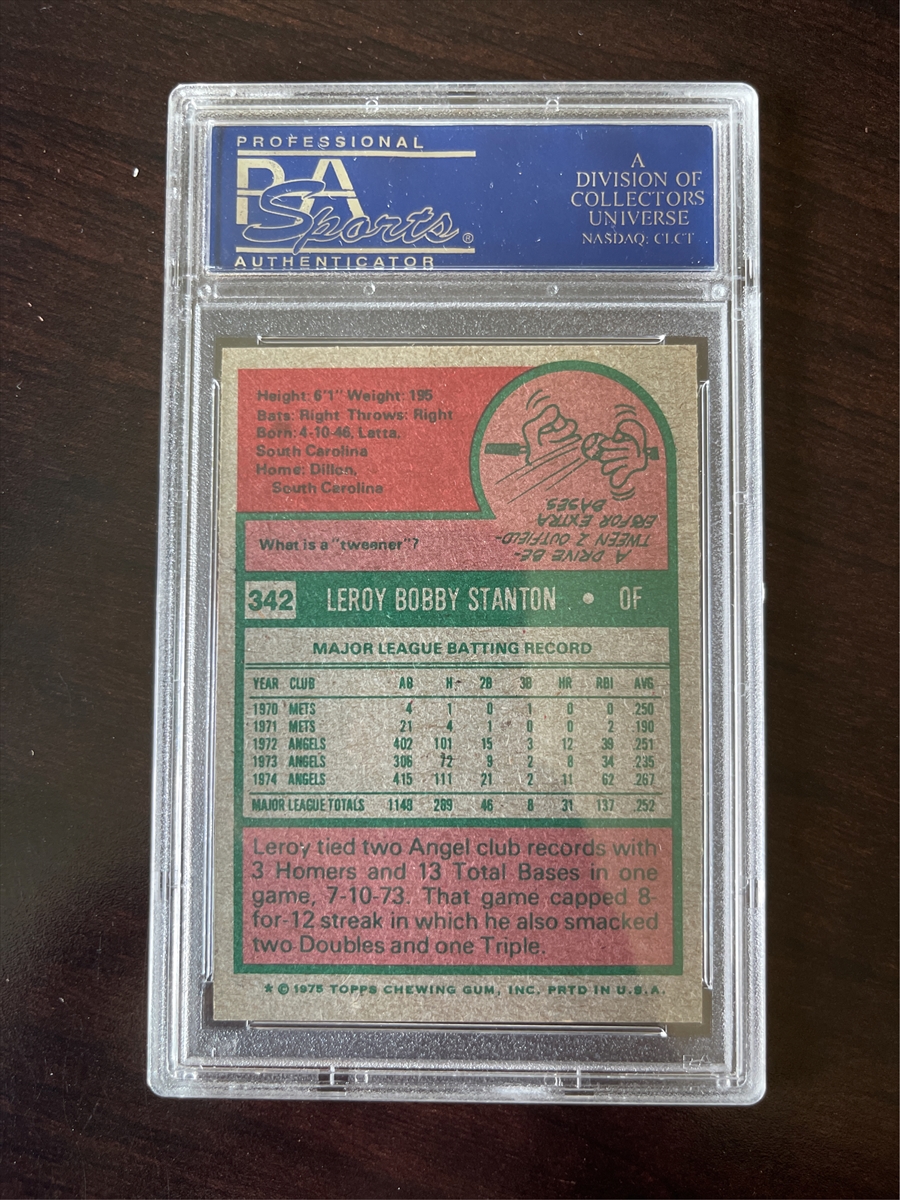 PROFESSIONAL
PSA
Sports®
AUTHENTICATOR
A
DIVISION OF
COLLECTORS
UNIVERSE
NASDAQ: CLCT
Height: 6'1" Weight: 195
Bats: Right Throws: Right
Born: 4-10-46, Latta,
South Carolina
Home: Dillon,
South Carolina
What is a "tweener"?
A DRIVE BE-
TWEEN 2 OUTFIELD-
ERS FOR EXTRA
BASES
342 LEROY BOBBY STANTON • OF
MAJOR LEAGUE BATTING RECORD
YEAR CLUB AB H 2B 3B HR RBI AVG
1970 METS 4 1 0 1 0 0 .250
1971 METS 21 4 1 0 0 2 .190
1972 ANGELS 402 101 15 3 12 39 .251
1973 ANGELS 306 72 9 2 8 34 .235
1974 ANGELS 415 111 21 2 11 62 .267
MAJOR LEAGUE TOTALS 1148 289 46 8 31 137 .252
Leroy tied two Angel club records with
3 Homers and 13 Total Bases in one
game, 7-10-73. That game capped 8-
for-12 streak in which he also smacked
two Doubles and one Triple.
* © 1975 TOPPS CHEWING GUM, INC. PRTD IN U.S.A.